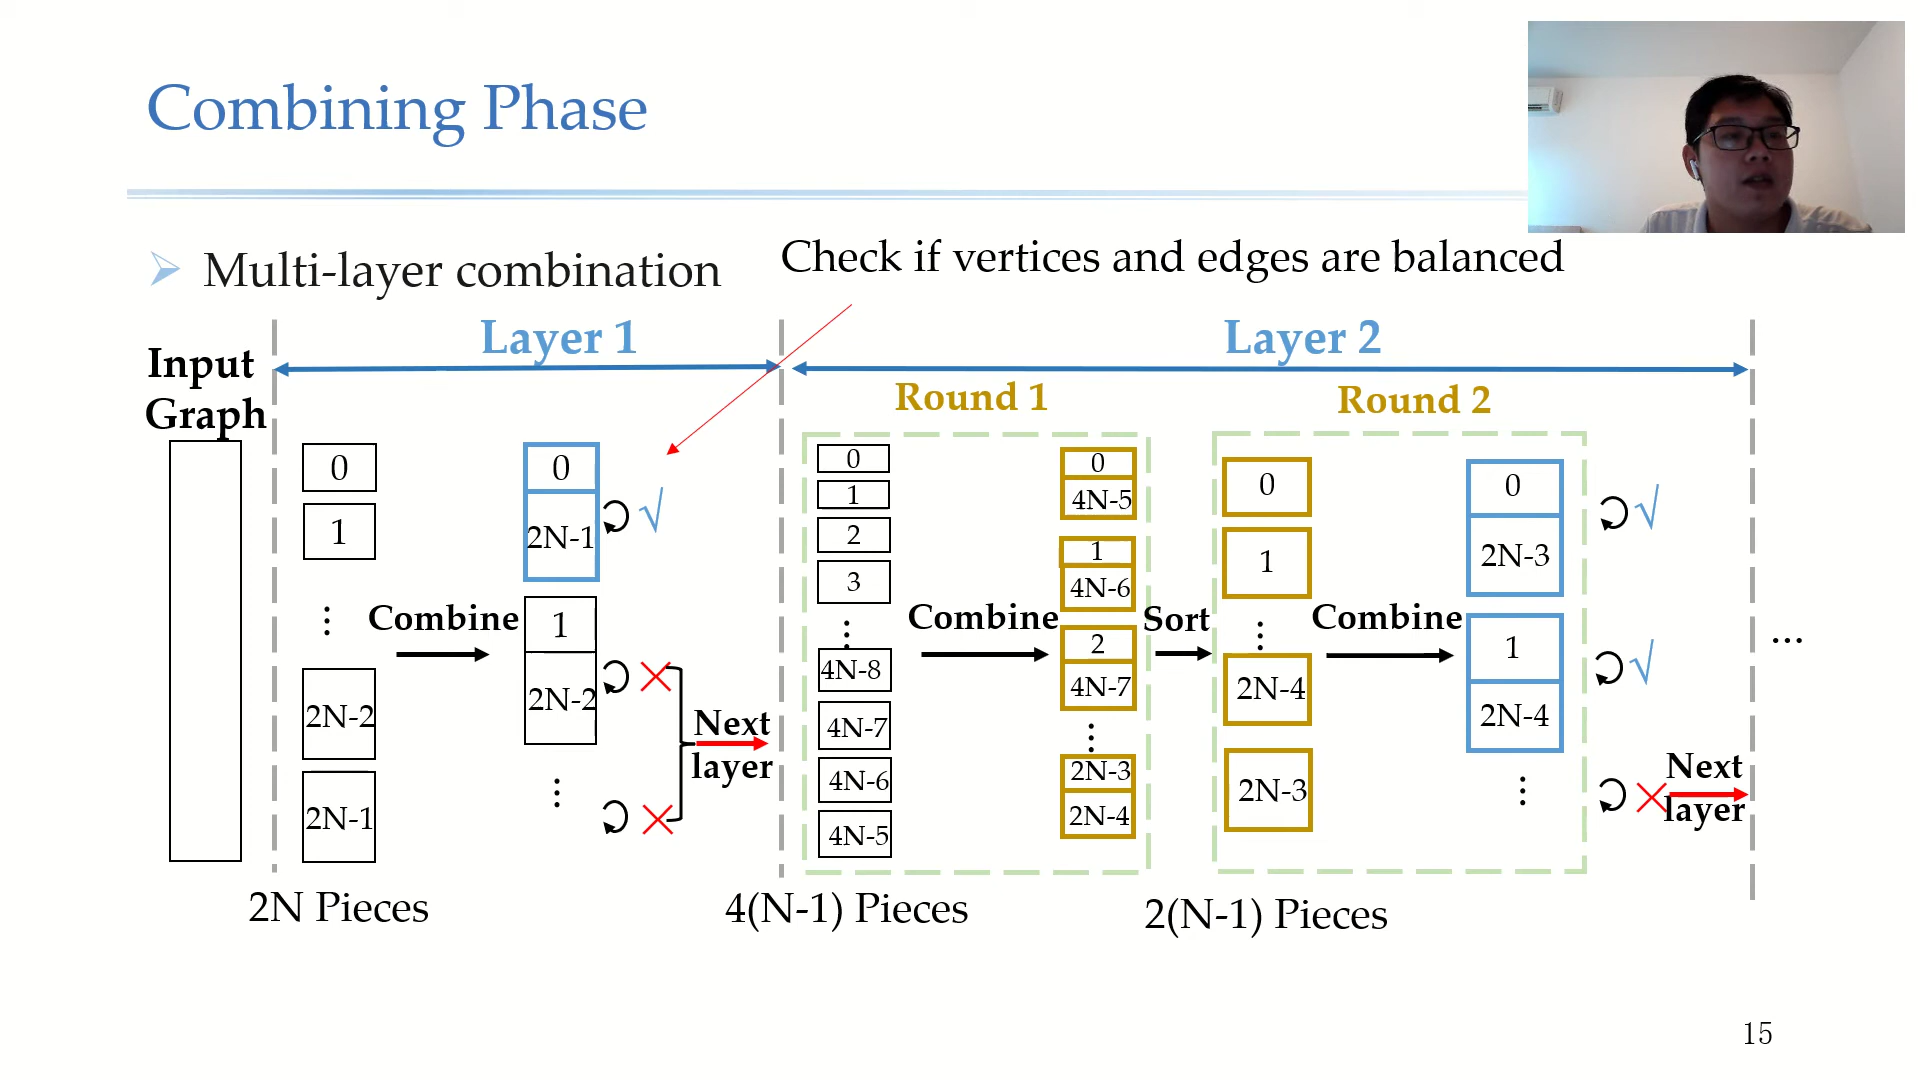 Combining Phase
Multi-layer combination
Check if vertices and edges are balanced
Layer 1
Layer 2
Input
Graph
Round 1
Round 2
0
1
⋮
2N-2
2N-1
Combine
0
2N-1
√
1
2N-2
⋮
Next
layer
0
1
2
3
⋮
4N-8
4N-7
4N-6
4N-5
Combine
0
4N-5
1
4N-6
2
4N-7
⋮
2N-3
2N-4
Sort
0
1
⋮
2N-4
2N-3
Combine
0
2N-3
√
1
2N-4
√
⋮
Next
layer
...
2N Pieces
4(N-1) Pieces
2(N-1) Pieces
15